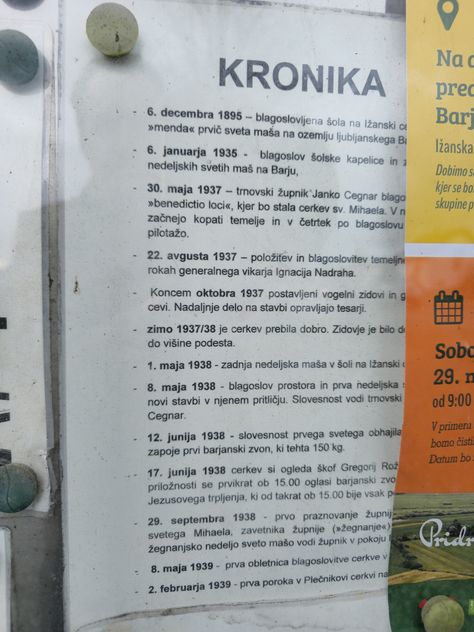 KRONIKA
- 6. decembra 1895 – blagoslovljena šola na Ižanski ce
»menda« prvič sveta maša na ozemlju ljubljanskega B
- 6. januarja 1935 - blagoslov šolske kapelice in z
nedeljskih svetih maš na Barju,
- 30. maja 1937 – trnovski župnik Janko Cegnar blago
»benedictio loci«, kjer bo stala cerkev sv. Mihaela. V n
začnejo kopati temelje in v četrtek po blagoslovu
pilotažo.
- 22. avgusta 1937 – položitev in blagoslovitev temeljne
rokah generalnega vikarja Ignacija Nadraha.
- Koncem oktobra 1937 postavljeni vogelni zidovi in g
cevi. Nadaljnje delo na stavbi opravljajo tesarji.
- zimo 1937/38 je cerkev prebila dobro. Zidovje je bilo do
do višine podesta.
- 1. maja 1938 - zadnja nedeljska maša v šoli na Ižanski
- 8. maja 1938 - blagoslov prostora in prva nedeljska s
novi stavbi v njenem pritličju. Slovesnost vodi trnovski
Cegnar.
- 12. junija 1938 - slovesnost prvega svetega obhajila
zapoje prvi barjanski zvon, ki tehta 150 kg.
- 17. junija 1938 cerkev si ogleda škof Gregorij Rož
priložnosti se prvikrat ob 15.00 oglasi barjanski zvo
Jezusovega trpljenja, ki od takrat ob 15.00 bije vsak p
- 29. septembra 1938 - prvo praznovanje župnij
svetega Mihaela, zavetnika župnije (»žegnanje«)
žegnanjsko nedeljo sveto mašo vodi župnik v pokoju
- 8. maja 1939 - prva obletnica blagoslovitve cerkve v
- 2. februarja 1939 - prva poroka v Plečnikovi cerkvi na
Na
pred
Barj
Ižanska
Dobimo s
kjer se bo
skupine p
Sobo
29. m
od 9:00
V primeru
bomo čisti
Datum bo
Pridr